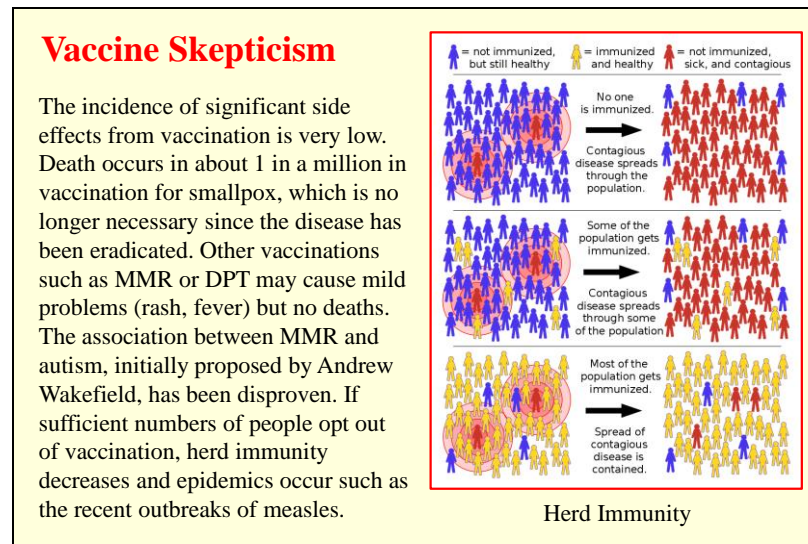 Vaccine Skepticism
The incidence of significant side
effects from vaccination is very low.
Death occurs in about 1 in a million in
vaccination for smallpox, which is no
longer necessary since the disease has
been eradicated. Other vaccinations
such as MMR or DPT may cause mild
problems (rash, fever) but no deaths.
The association between MMR and
autism, initially proposed by Andrew
Wakefield, has been disproven. If
sufficient numbers of people opt out
of vaccination, herd immunity
decreases and epidemics occur such as
the recent outbreaks of measles.
= not immunized,
but still healthy
= immunized
and healthy
= not immunized,
sick, and contagious
No one
is immunized.
Contagious
disease spreads
through the
population.
Some of the
population gets
immunized.
Contagious
disease spreads
through some
of the population
Most of the
population gets
immunized.
Spread of
contagious
disease is
contained.
Herd Immunity